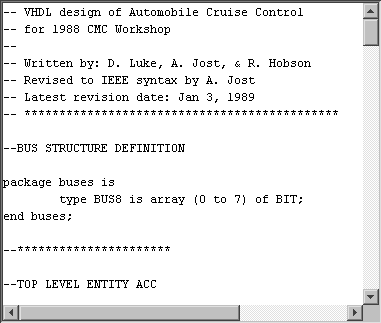 -- VHDL design of Automobile Cruise Control
-- for 1988 CMC Workshop
--
-- Written by: D. Luke, A. Jost, & R. Hobson
-- Revised to IEEE syntax by A. Jost
-- Latest revision date: Jan 3, 1989
-- *******************************************
--BUS STRUCTURE DEFINITION
package buses is
        type BUS8 is array (0 to 7) of BIT;
end buses;
--**********************
--TOP LEVEL ENTITY ACC